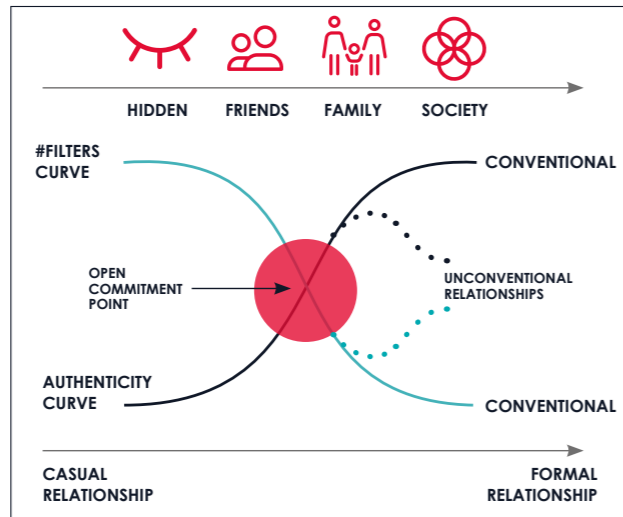 HIDDEN
FRIENDS
FAMILY
SOCIETY
#FILTERS
CURVE
CONVENTIONAL
OPEN
COMMITMENT
POINT
UNCONVENTIONAL
RELATIONSHIPS
AUTHENTICITY
CURVE
CONVENTIONAL
CASUAL
RELATIONSHIP
FORMAL
RELATIONSHIP